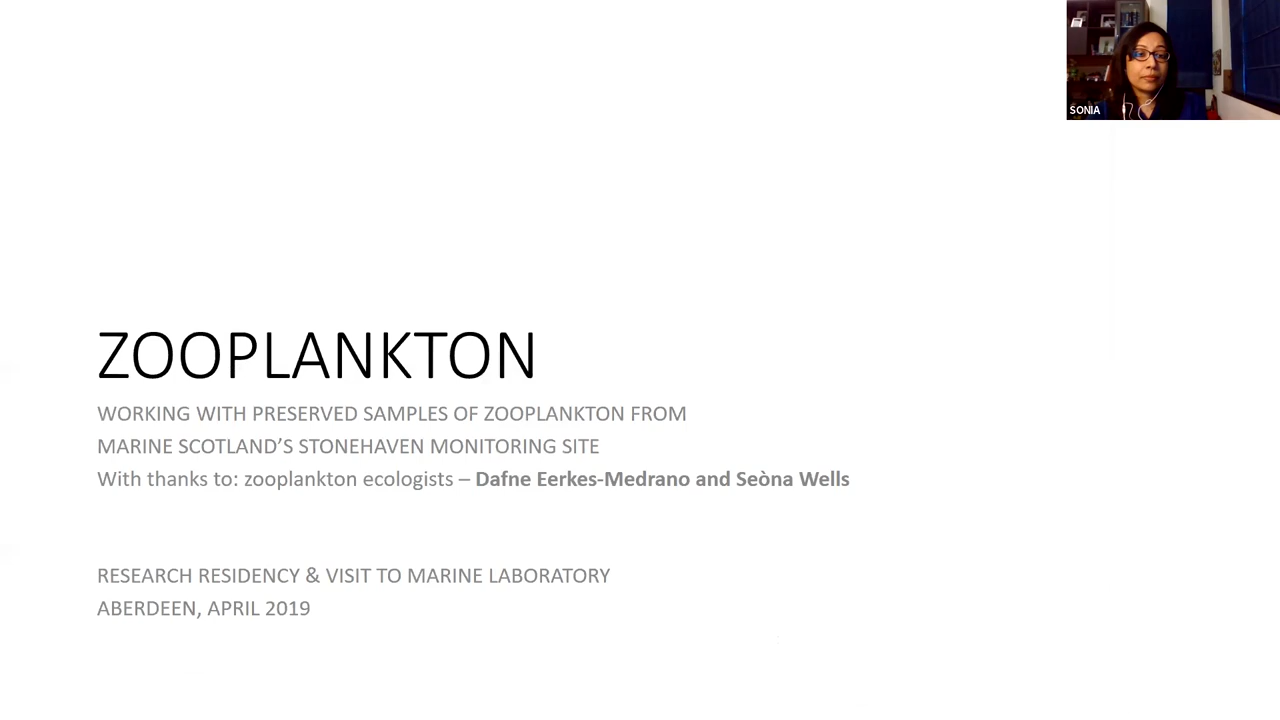 SONIA
ZOOPLANKTON
WORKING WITH PRESERVED SAMPLES OF ZOOPLANKTON FROM
MARINE SCOTLAND’S STONEHAVEN MONITORING SITE
With thanks to: zooplankton ecologists – Dafne Eerkes-Medrano and Seòna Wells
RESEARCH RESIDENCY & VISIT TO MARINE LABORATORY
ABERDEEN, APRIL 2019